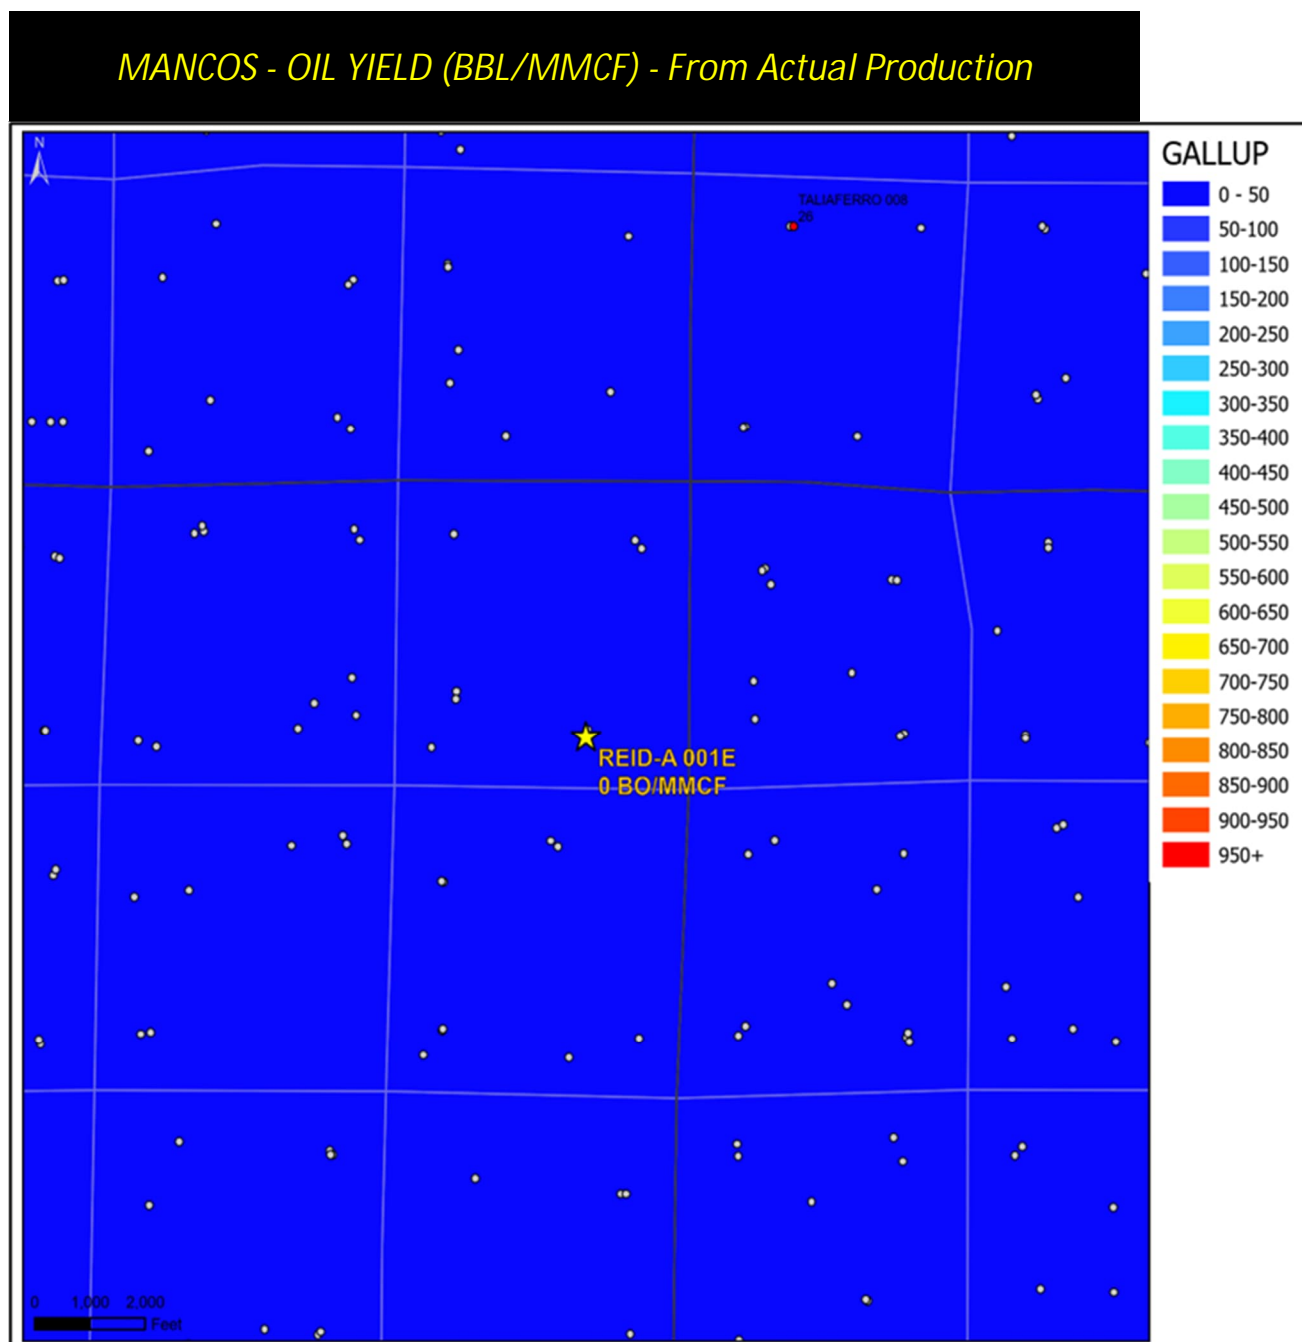 MANCOS - OIL YIELD (BBL/MMCF) - From Actual Production
N
TALIAFERRO 008
26
REID-A 001E
0 BO/MMCF
0 1,000 2,000
Feet
GALLUP
0 - 50
50-100
100-150
150-200
200-250
250-300
300-350
350-400
400-450
450-500
500-550
550-600
600-650
650-700
700-750
750-800
800-850
850-900
900-950
950+